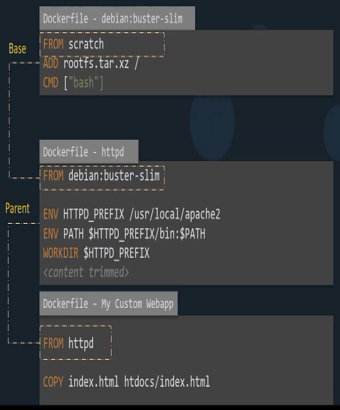 Dockerfile - debian:buster-slim
Base
FROM scratch
ADD rootfs.tar.xz /
CMD ["bash"]
Dockerfile - httpd
FROM debian:buster-slim
Parent
ENV HTTPD_PREFIX /usr/local/apache2
ENV PATH $HTTPD_PREFIX/bin:$PATH
WORKDIR $HTTPD_PREFIX
<content trimmed>
Dockerfile – My Custom Webapp
FROM httpd
COPY index.html htdocs/index.html